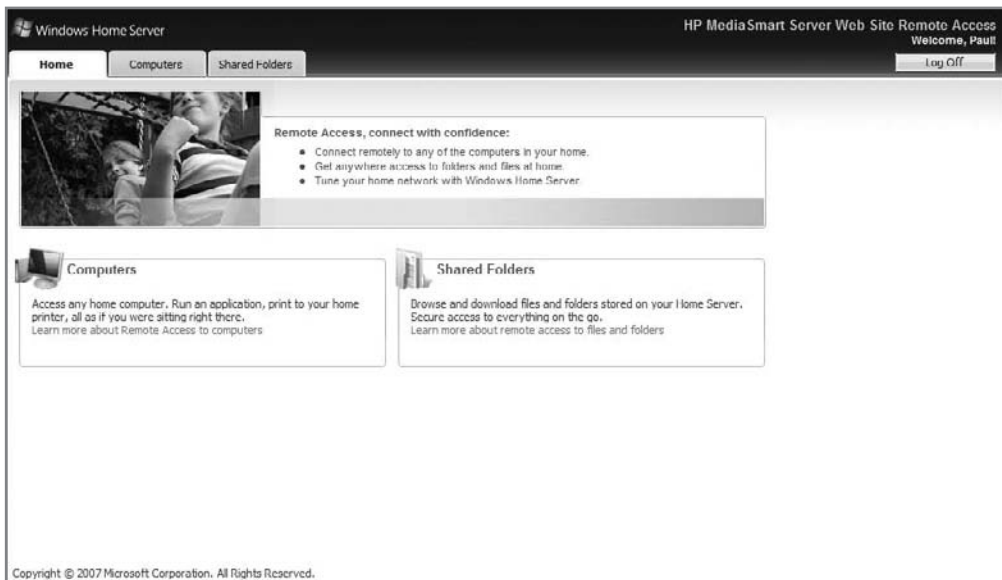 Windows Home Server
HP MediaSmart Server Web Site Remote Access
Welcome, Paul!
Home
Computers
Shared Folders
Log Off
Remote Access, connect with confidence:
• Connect remotely to any of the computers in your home.
• Get anywhere access to folders and files at home.
• Tune your home network with Windows Home Server
Computers
Access any home computer. Run an application, print to your home
printer, all as if you were sitting right there.
Learn more about Remote Access to computers
Shared Folders
Browse and download files and folders stored on your Home Server.
Secure access to everything on the go.
Learn more about remote access to files and folders
Copyright © 2007 Microsoft Corporation. All Rights Reserved.